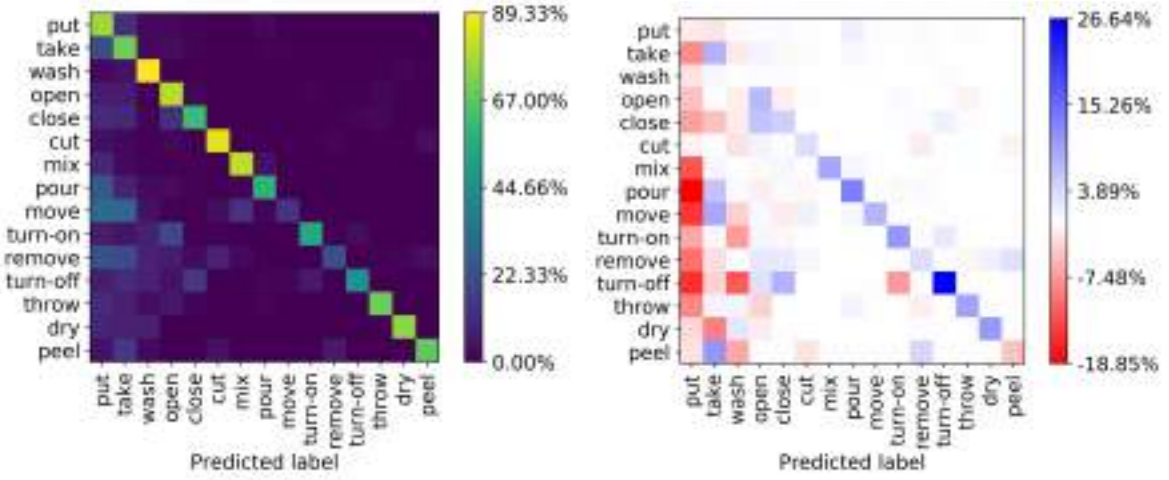 put
take
wash
open
close
cut
mix
pour
move
turn-on
remove
turn-off
throw
dry
peel
put
take
wash
open
close
cut
mix
pour
move
turn-on
remove
turn-off
throw
dry
peel
Predicted label
89.33%
67.00%
44.66%
22.33%
0.00%
put
take
wash
open
close
cut
mix
pour
move
turn-on
remove
turn-off
throw
dry
peel
put
take
wash
open
close
cut
mix
pour
move
turn-on
remove
turn-off
throw
dry
peel
Predicted label
26.64%
15.26%
3.89%
-7.48%
-18.85%